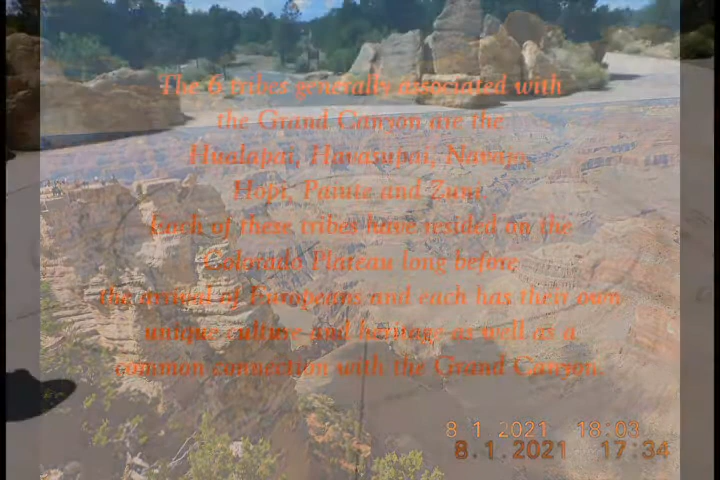 The 6 tribes generally associated with
the Grand Canyon are the
Hualapai, Havasupai, Navajo,
Hopi, Paiute and Zuni
Each of these tribes have resided on the
Colorado Plateau long before
the arrival of Europeans and each has their own
unique culture and heritage as well as a
common connection with the Grand Canyon.
8 1 2021 18:03
8.1.2021 17:34